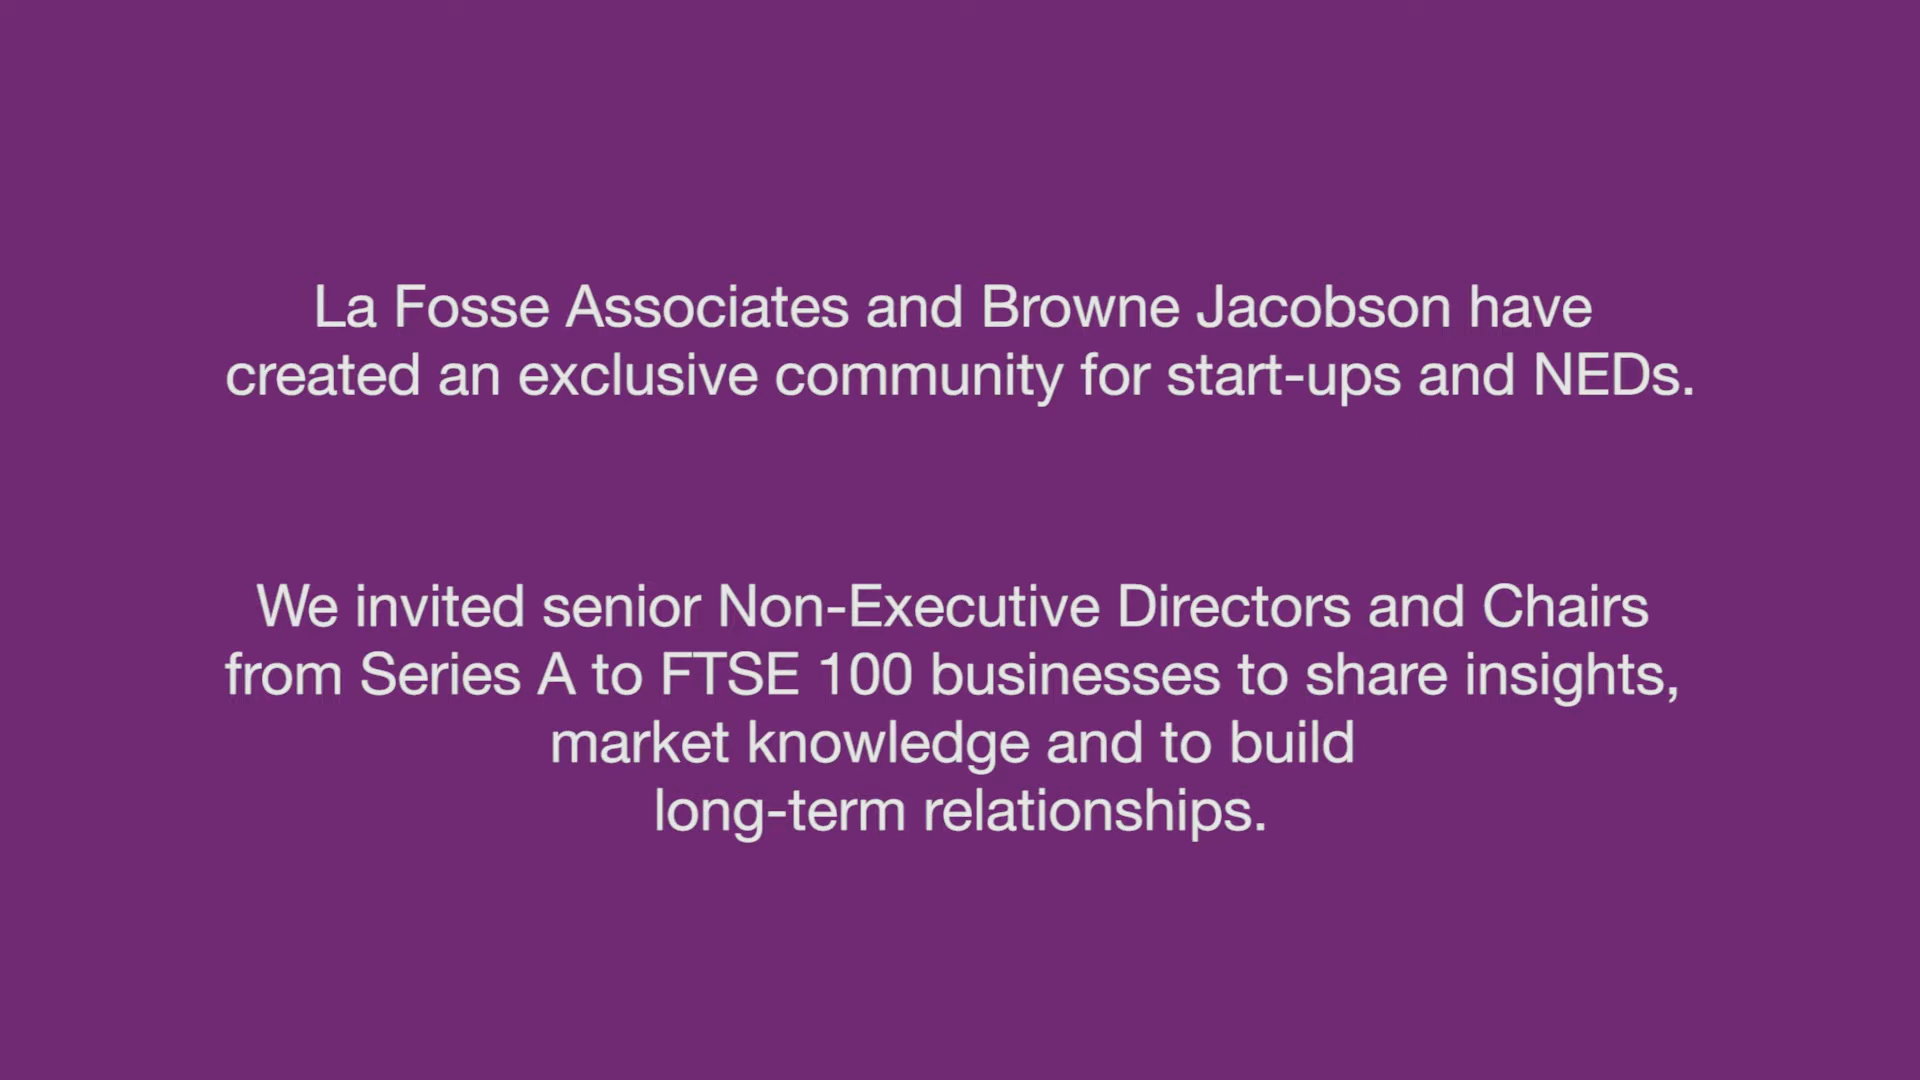 La Fosse Associates and Browne Jacobson have
created an exclusive community for start-ups and NEDs.
We invited senior Non-Executive Directors and Chairs
from Series A to FTSE 100 businesses to share insights,
market knowledge and to build
long-term relationships.